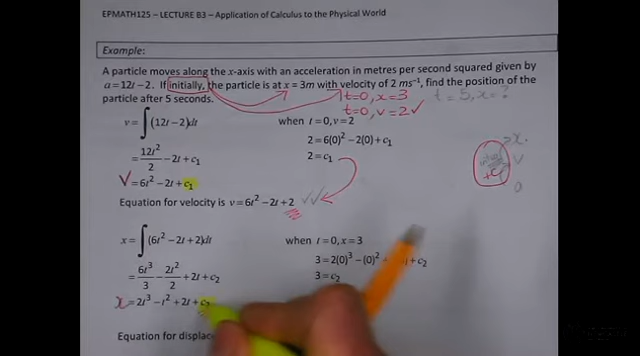 EPMATH125 – LECTURE B3 – Application of Calculus to the Physical World
Example:
A particle moves along the x-axis with an acceleration in metres per second squared given by
a = 12t – 2. If initially, the particle is at x = 3m with velocity of 2 ms⁻¹, find the position of the
particle after 5 seconds.
t=0, x=3
t=0, v=2 ✓
t=5, x=?
v = ∫(12t – 2)dt
when t = 0, v = 2
= 12t²/2 – 2t + c₁
2 = 6(0)² – 2(0) + c₁
V = 6t² – 2t + c₁
2 = c₁
Equation for velocity is v = 6t² – 2t + 2 ✓✓
x
v
+C
x = ∫(6t² – 2t + 2)dt
when t = 0, x = 3
= 6t³/3 – 2t²/2 + 2t + c₂
3 = 2(0)³ – (0)² + c₂
x = 2t³ – t² + 2t + c₂
3 = c₂
Equation for displac